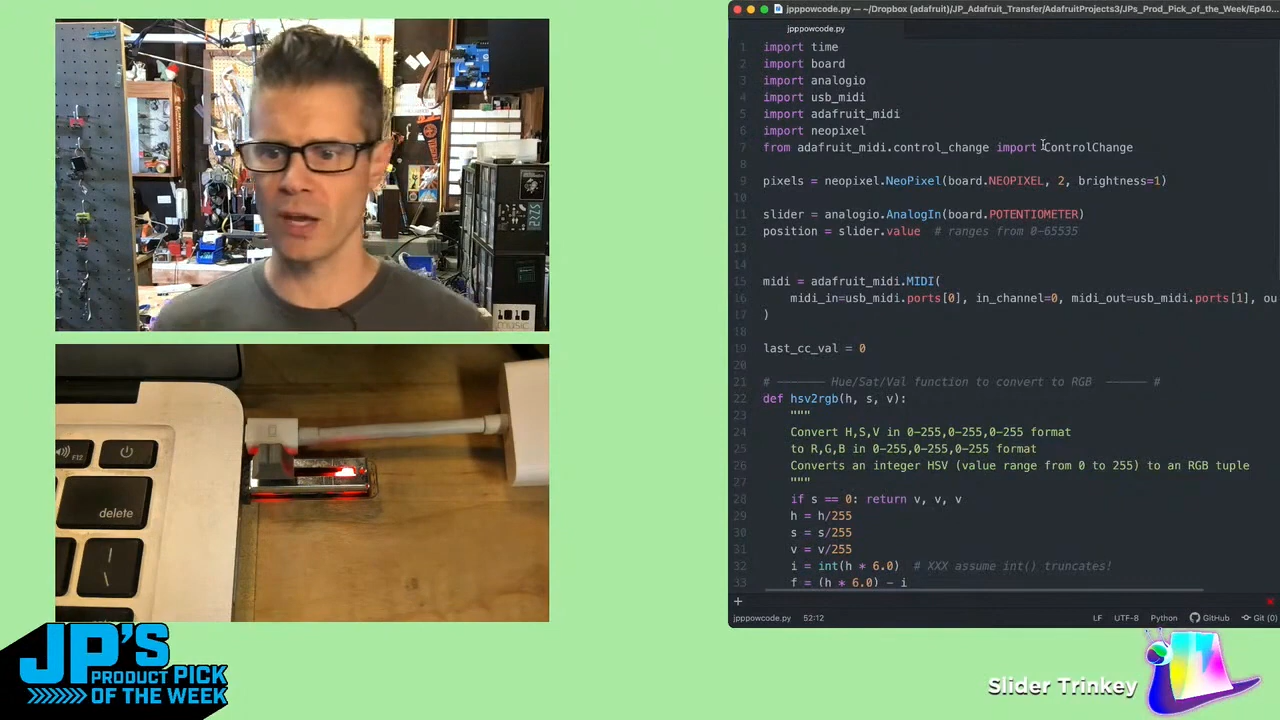 jpppowcode.py — ~/Dropbox (adafruit)/JP_Adafruit_Transfer/AdafruitProjects3/JPs_Prod_Pick_of_the_Week/Ep40...
jpppowcode.py
1 import time
2 import board
3 import analogio
4 import usb_midi
5 import adafruit_midi
6 import neopixel
7 from adafruit_midi.control_change import ControlChange
8
9 pixels = neopixel.NeoPixel(board.NEOPIXEL, 2, brightness=1)
10
11 slider = analogio.AnalogIn(board.POTENTIOMETER)
12 position = slider.value # ranges from 0-65535
13
14
15 midi = adafruit_midi.MIDI(
16 midi_in=usb_midi.ports[0], in_channel=0, midi_out=usb_midi.ports[1], ou
17 )
18
19 last_cc_val = 0
20
21 # ——— Hue/Sat/Val function to convert to RGB ——— #
22 def hsv2rgb(h, s, v):
23 """
24 Convert H,S,V in 0-255,0-255,0-255 format
25 to R,G,B in 0-255,0-255,0-255 format
26 Converts an integer HSV (value range from 0 to 255) to an RGB tuple
27 """
28 if s == 0: return v, v, v
29 h = h/255
30 s = s/255
31 v = v/255
32 i = int(h * 6.0) # XXX assume int() truncates!
33 f = (h * 6.0) - i
+
jpppowcode.py 52:12 LF UTF-8 Python GitHub Git (0)
music
F12
delete
JP'S
PRODUCT PICK
OF THE WEEK
Slider Trinkey